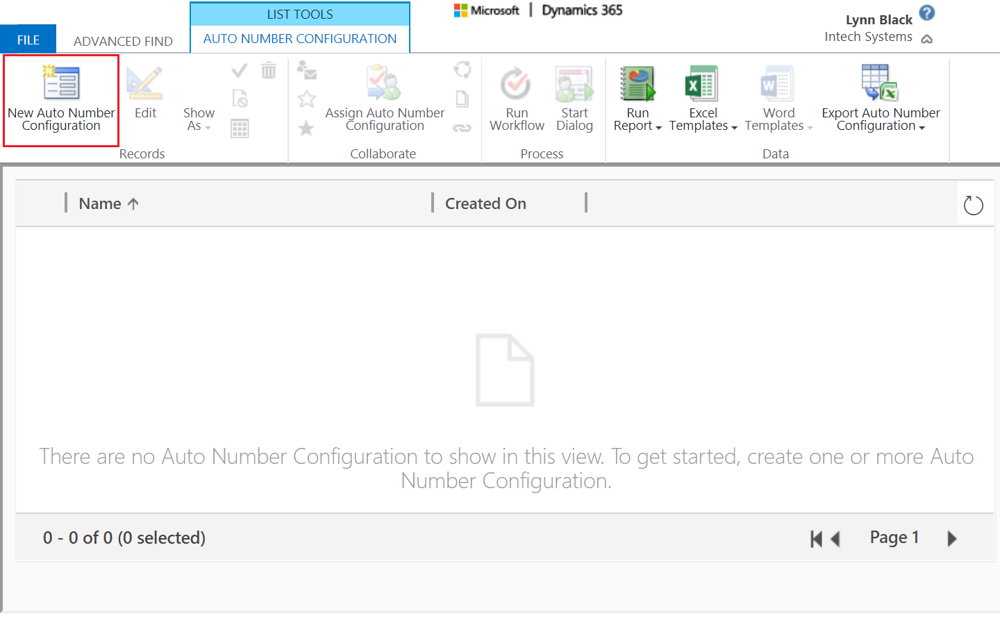 LIST TOOLS
Microsoft | Dynamics 365
Lynn Black
Intech Systems
FILE
ADVANCED FIND
AUTO NUMBER CONFIGURATION
New Auto Number
Configuration
Edit
Show
As
Records
Assign Auto Number
Configuration
Collaborate
Run
Workflow
Start
Dialog
Process
Run
Report
Excel
Templates
Word
Templates
Export Auto Number
Configuration
Data
Name
Created On
There are no Auto Number Configuration to show in this view. To get started, create one or more Auto
Number Configuration.
0 - 0 of 0 (0 selected)
Page 1